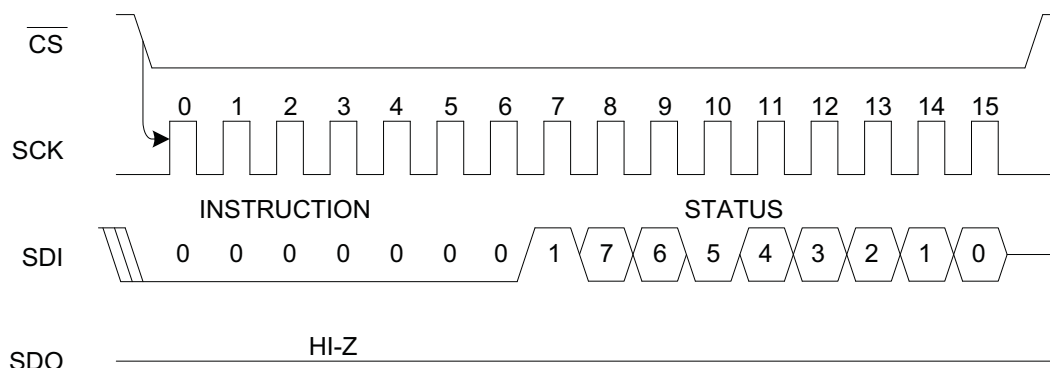 CS
0 1 2 3 4 5 6 7 8 9 10 11 12 13 14 15
SCK
INSTRUCTION STATUS
SDI 0 0 0 0 0 0 0 1 7 6 5 4 3 2 1 0
HI-Z
SDO